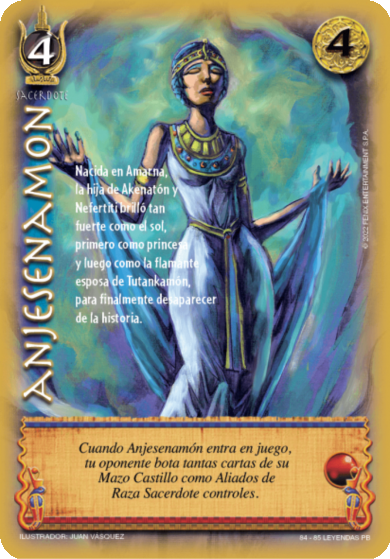 4
4
SACERDOTE
ANJESENAMÓN
Nacida en Amarna,
la hija de Akenatón y
Nefertiti brilló tan
fuerte como el sol,
primero como princesa
y luego como la flamante
esposa de Tutankamón,
para finalmente desaparecer
de la historia.
© 2022 FENIX ENTERTAINMENT S.P.A.
Cuando Anjesenamón entra en juego,
tu oponente bota tantas cartas de su
Mazo Castillo como Aliados de
Raza Sacerdote controles.
ILUSTRADOR: JUAN VÁSQUEZ
84 - 85 LEYENDAS PB